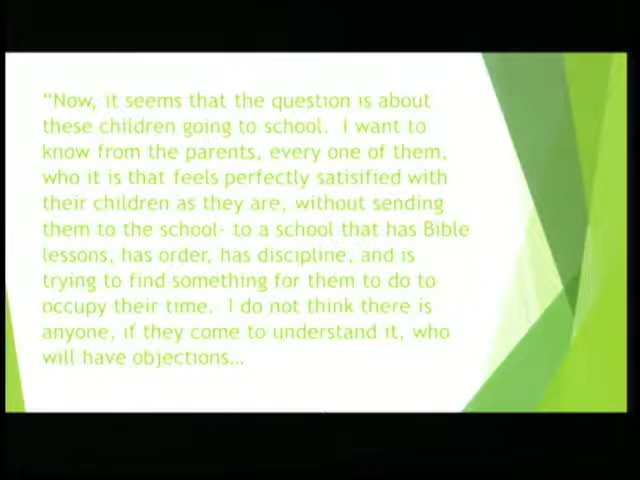 “Now, it seems that the question is about
these children going to school.  I want to
know from the parents, every one of them,
who it is that feels perfectly satisified with
their children as they are, without sending
them to the school- to a school that has Bible
lessons, has order, has discipline, and is
trying to find something for them to do to
occupy their time.  I do not think there is
anyone, if they come to understand it, who
will have objections…